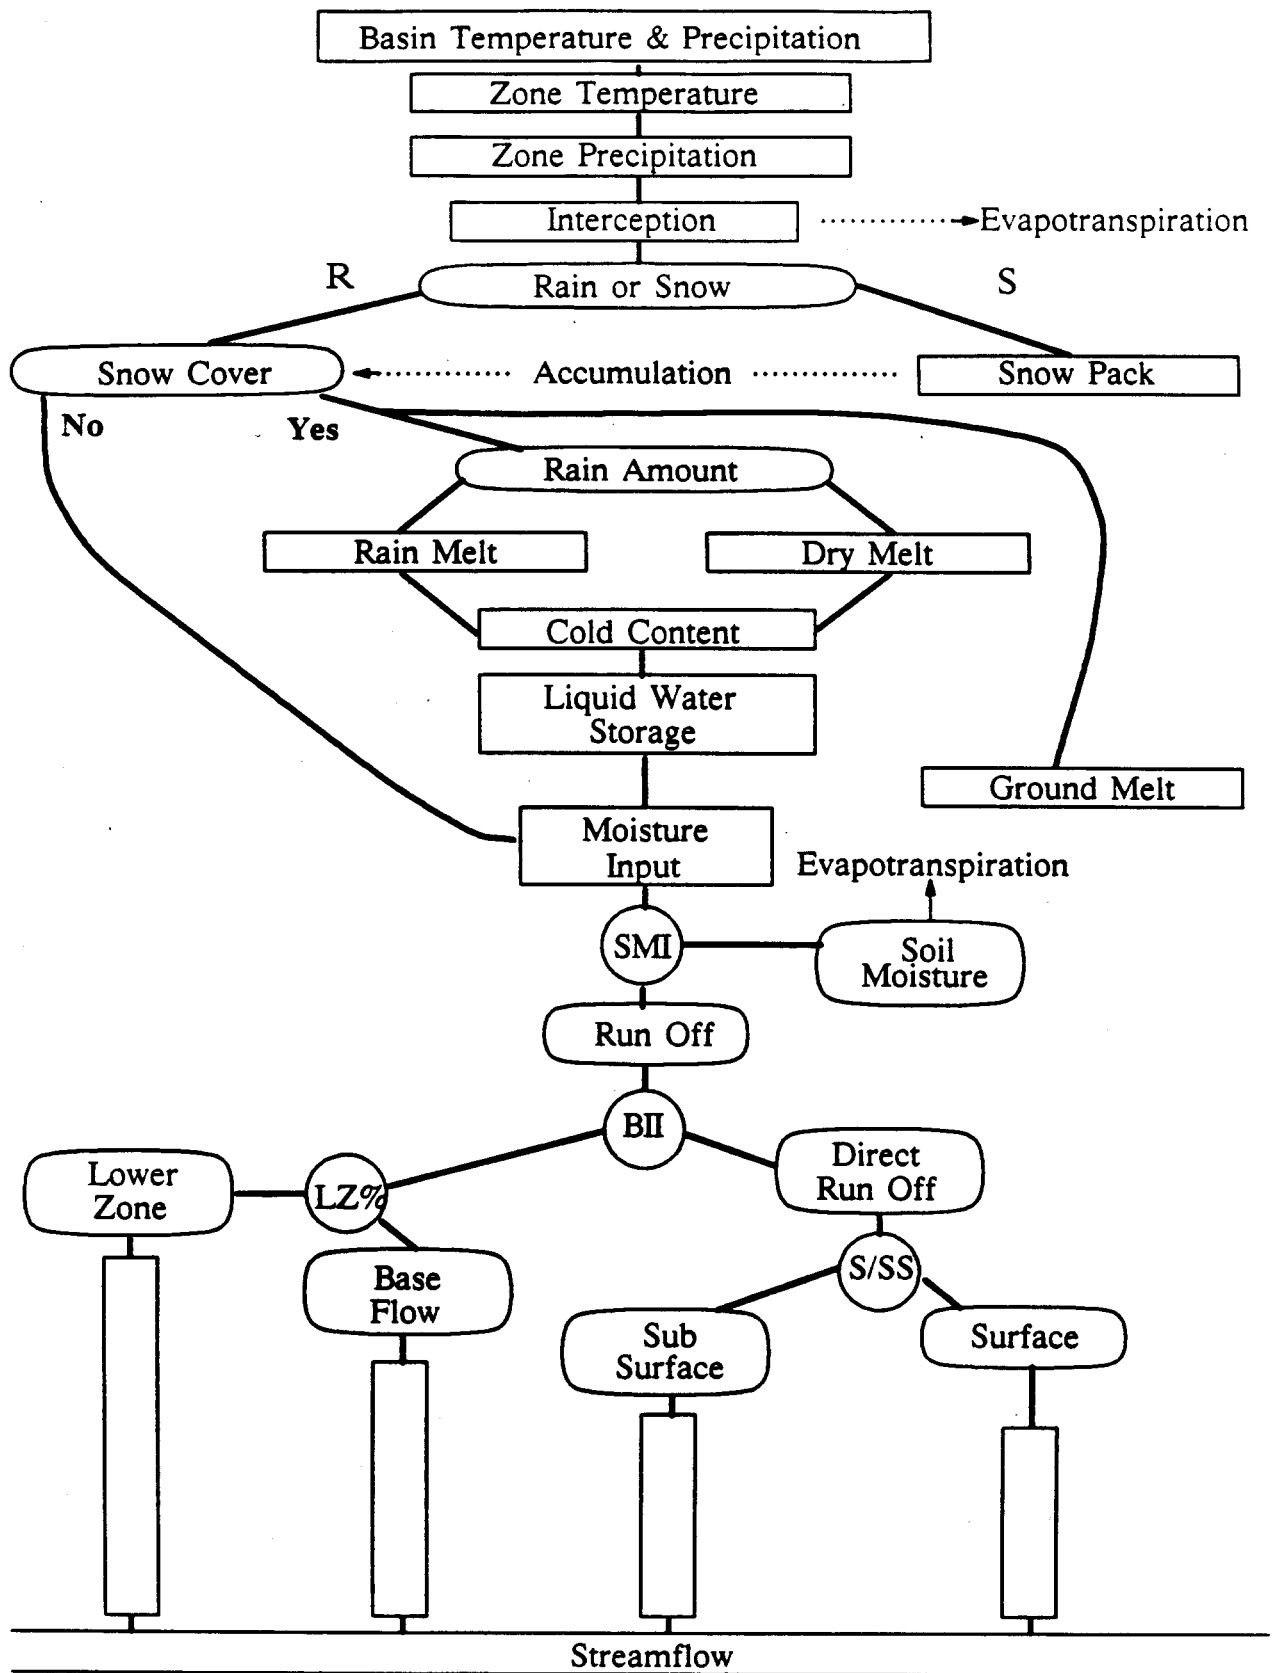 Basin Temperature & Precipitation
Zone Temperature
Zone Precipitation
Interception
Evapotranspiration
R
Rain or Snow
S
Snow Cover
Accumulation
Snow Pack
No
Yes
Rain Amount
Rain Melt
Dry Melt
Cold Content
Liquid Water
Storage
Ground Melt
Moisture
Input
Evapotranspiration
SMI
Soil
Moisture
Run Off
BII
Lower
Zone
LZ%
Direct
Run Off
Base
Flow
S/SS
Sub
Surface
Surface
Streamflow